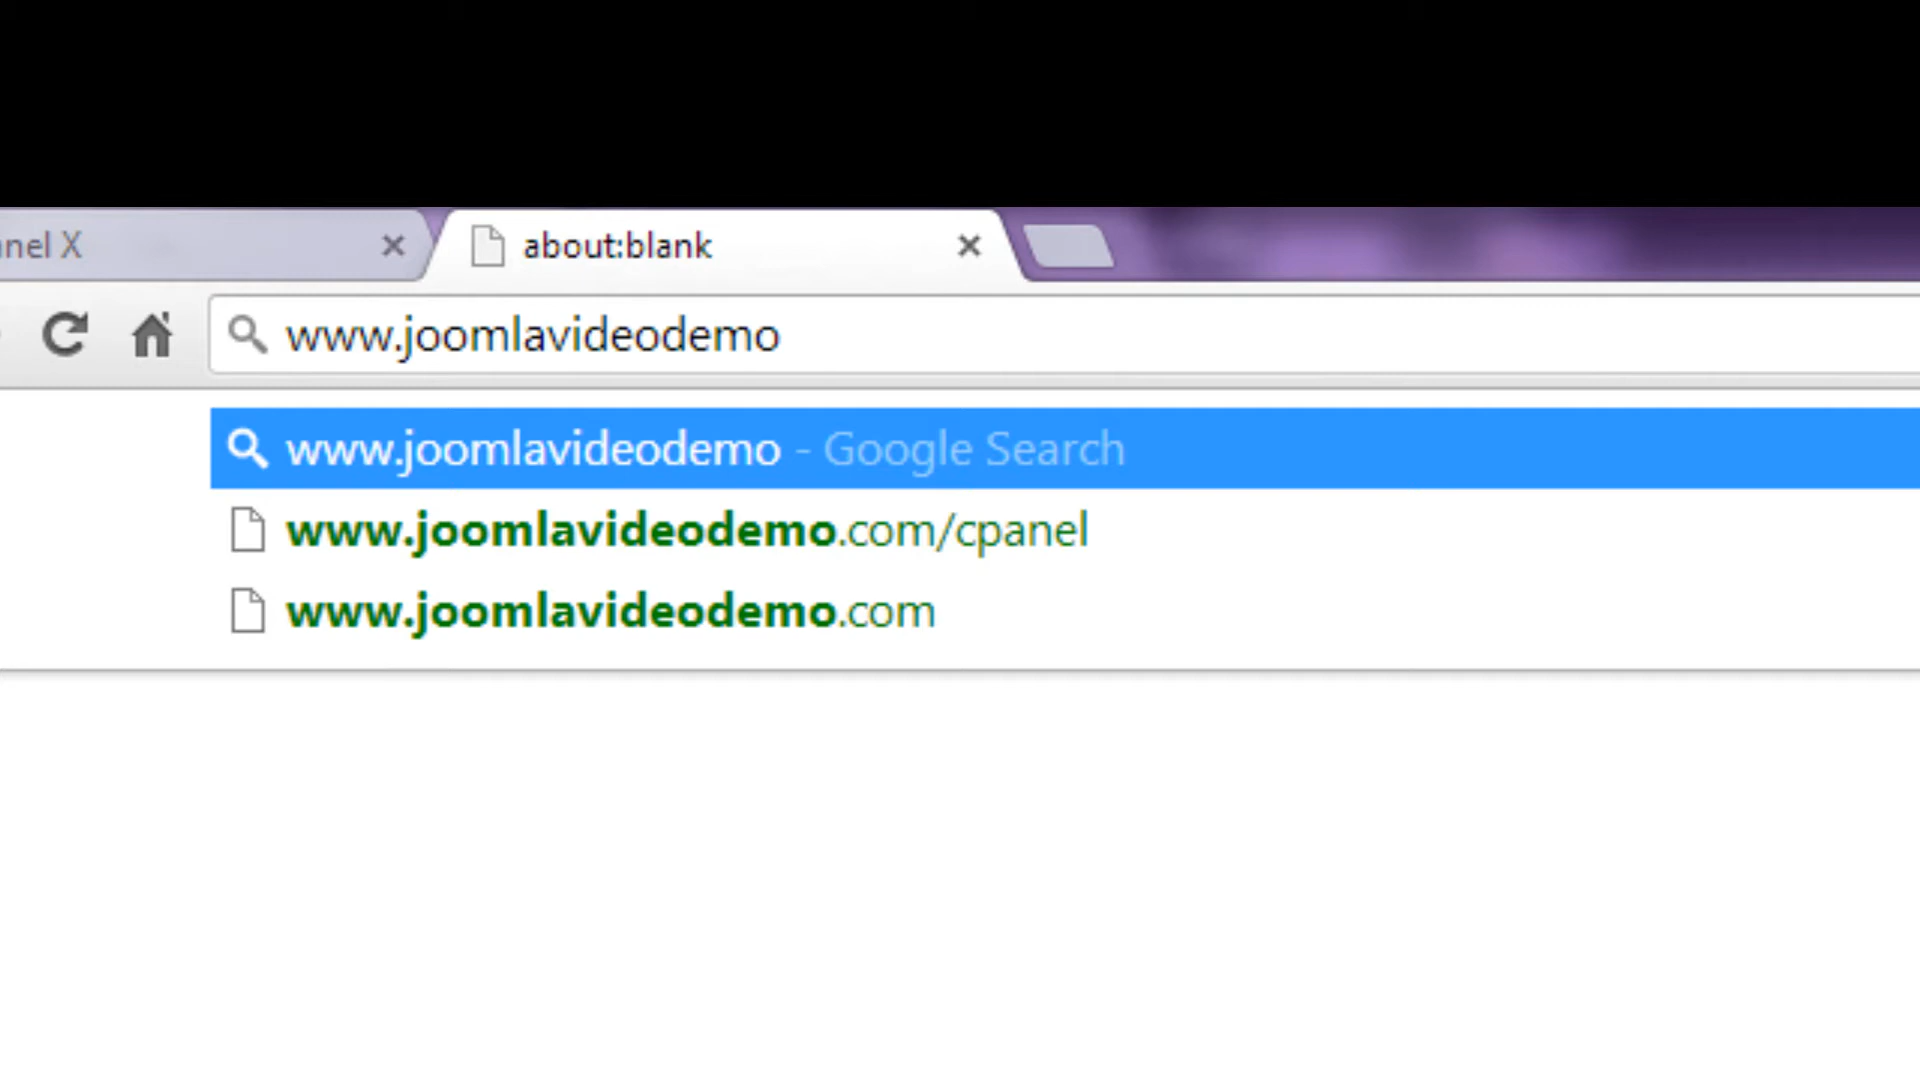 nel X
about:blank
www.joomlavideodemo
www.joomlavideodemo - Google Search
www.joomlavideodemo.com/cpanel
www.joomlavideodemo.com